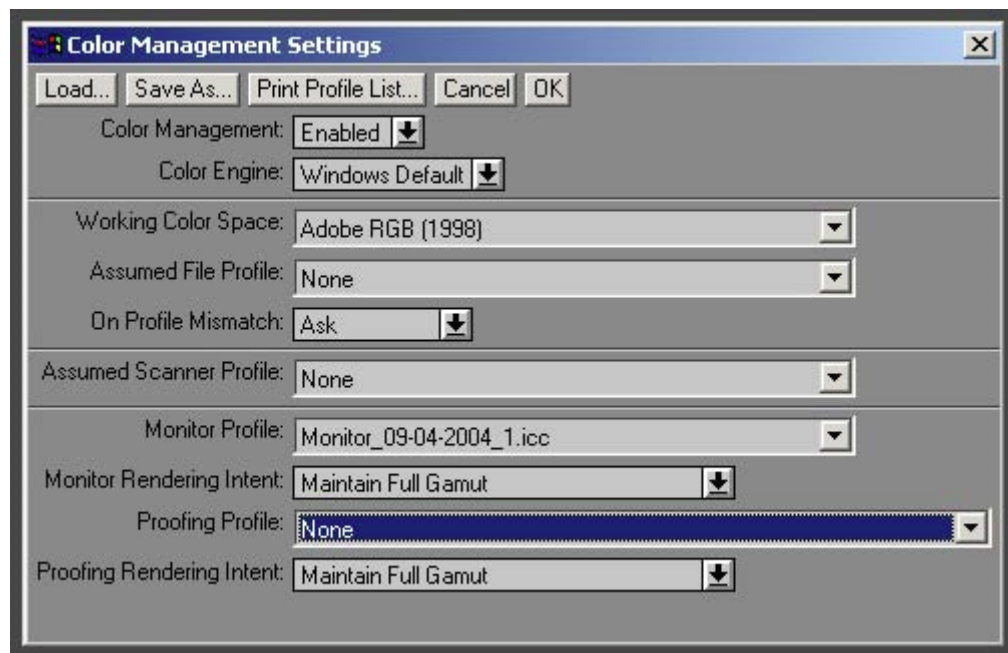 Color Management Settings
Load... Save As... Print Profile List... Cancel OK
Color Management: Enabled
Color Engine: Windows Default
Working Color Space: Adobe RGB (1998)
Assumed File Profile: None
On Profile Mismatch: Ask
Assumed Scanner Profile: None
Monitor Profile: Monitor_09-04-2004_1.icc
Monitor Rendering Intent: Maintain Full Gamut
Proofing Profile: None
Proofing Rendering Intent: Maintain Full Gamut